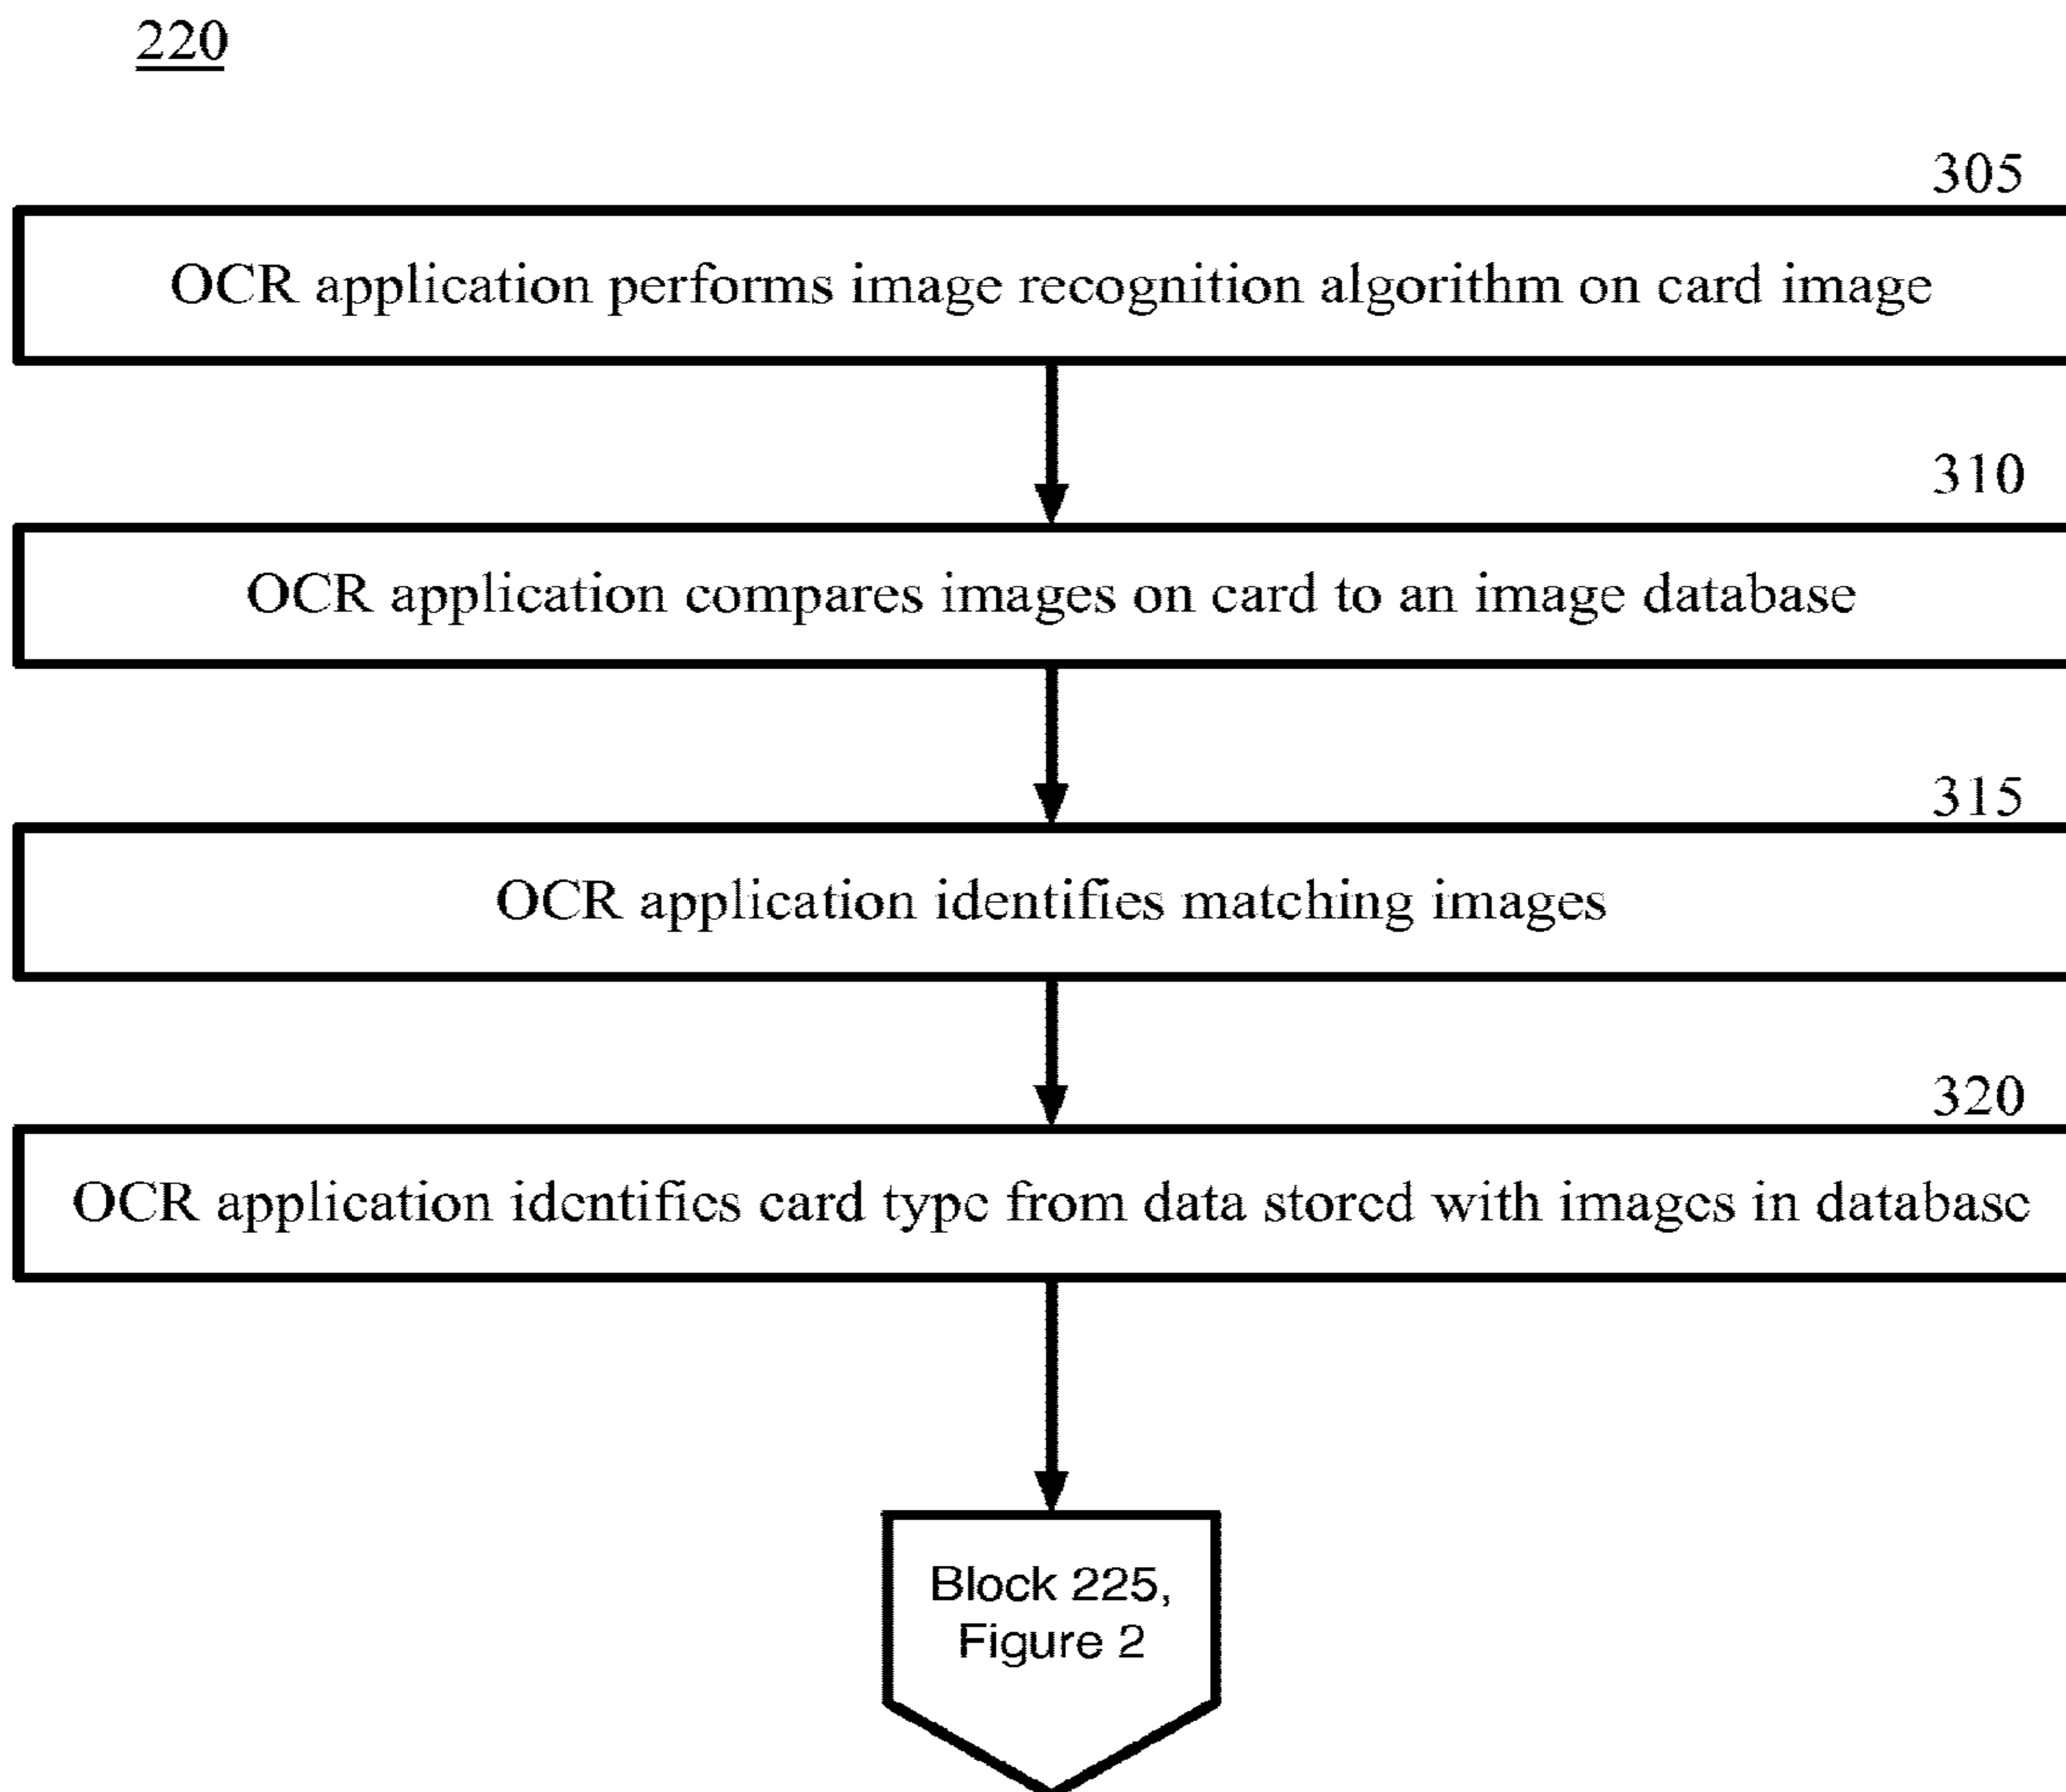 220
305
OCR application performs image recognition algorithm on card image
310
OCR application compares images on card to an image database
315
OCR application identifies matching images
320
OCR application identifies card type from data stored with images in database
Block 225,
Figure 2